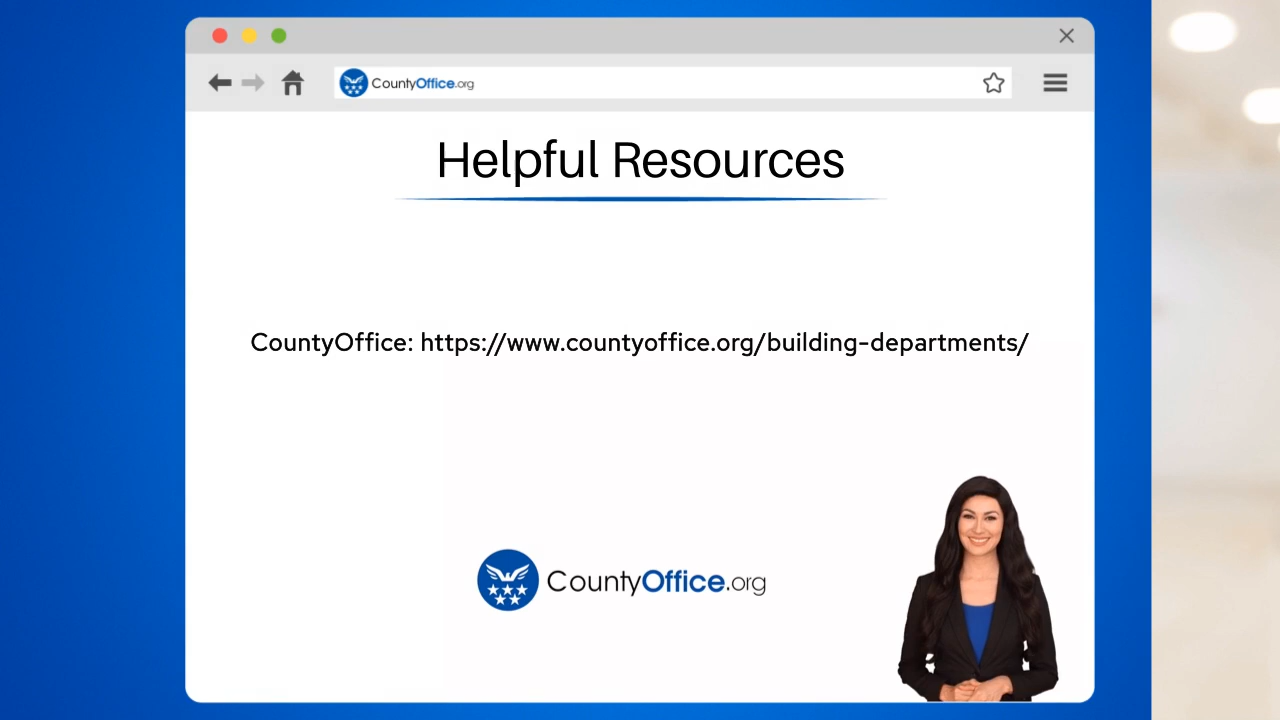 CountyOffice.org
Helpful Resources
CountyOffice: https://www.countyoffice.org/building-departments/
CountyOffice.org